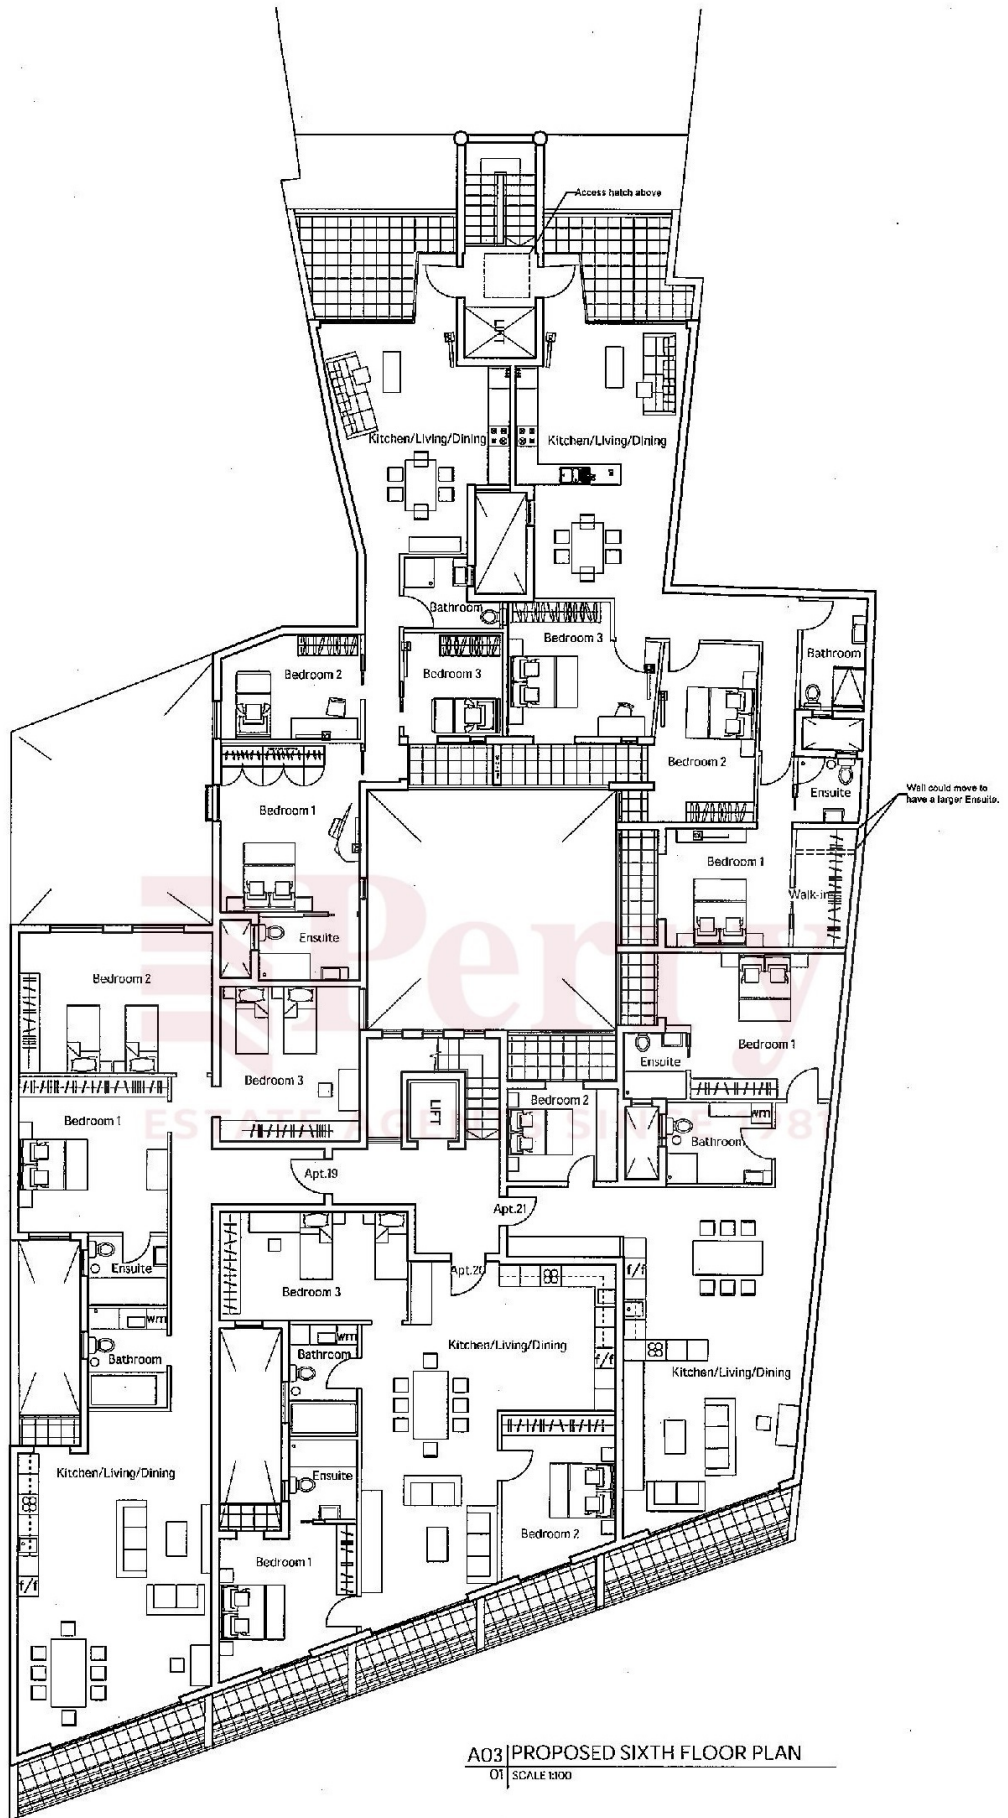 Access hatch above
LIFT
Kitchen/Living/Dining
Kitchen/Living/Dining
Bathroom
Bedroom 3
Bedroom 2
Bedroom 3
Bathroom
Bedroom 2
Ensuite
Wall could move to
have a larger Ensuite.
Bedroom 1
Bedroom 1
Walk-in
Ensuite
Perry
ESTATE AGENTS SINCE 1981
Bedroom 2
Bedroom 1
Ensuite
Bedroom 3
Bedroom 2
LIFT
wm
Bedroom 1
Bathroom
Apt.19
Apt.21
Apt.20
Ensuite
Bedroom 3
f/f
wm
Bathroom
wm
Bathroom
Kitchen/Living/Dining
f/f
Kitchen/Living/Dining
Kitchen/Living/Dining
Ensuite
Bedroom 2
Bedroom 1
f/f
A03 PROPOSED SIXTH FLOOR PLAN
01 SCALE 1:100